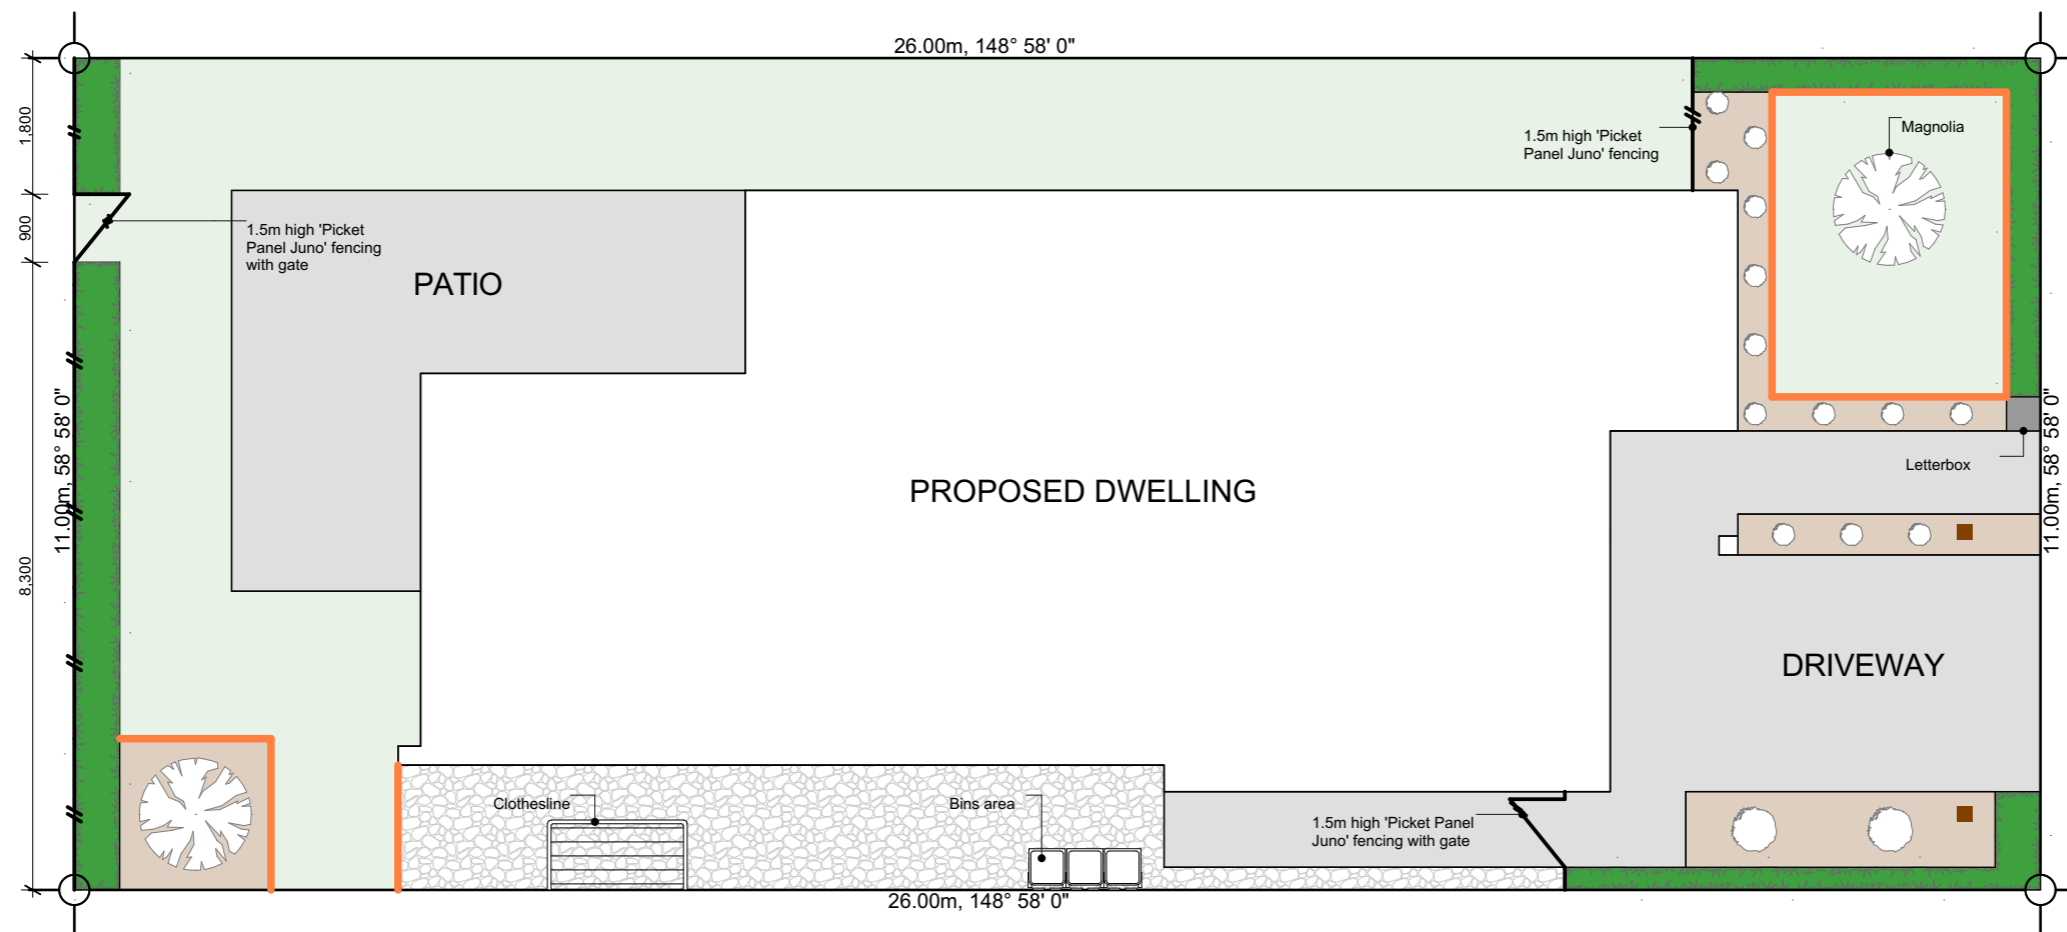 26.00m, 148° 58' 0"
1,800
900
8,300
11.00m, 58° 58' 0"
1.5m high 'Picket
Panel Juno' fencing
with gate
PATIO
1.5m high 'Picket
Panel Juno' fencing
Magnolia
PROPOSED DWELLING
Letterbox
11.00m, 58° 58' 0"
DRIVEWAY
Clothesline
Bins area
1.5m high 'Picket Panel
Juno' fencing with gate
26.00m, 148° 58' 0"